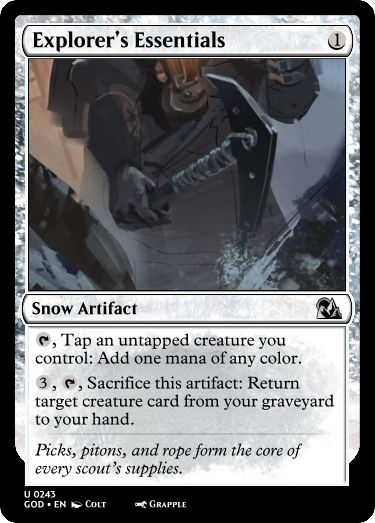 Explorer's Essentials 1
Snow Artifact
, Tap an untapped creature you
control: Add one mana of any color.
3, , Sacrifice this artifact: Return
target creature card from your graveyard
to your hand.
Picks, pitons, and rope form the core of
every scout's supplies.
U 0243
GOD • EN Colt Grapple